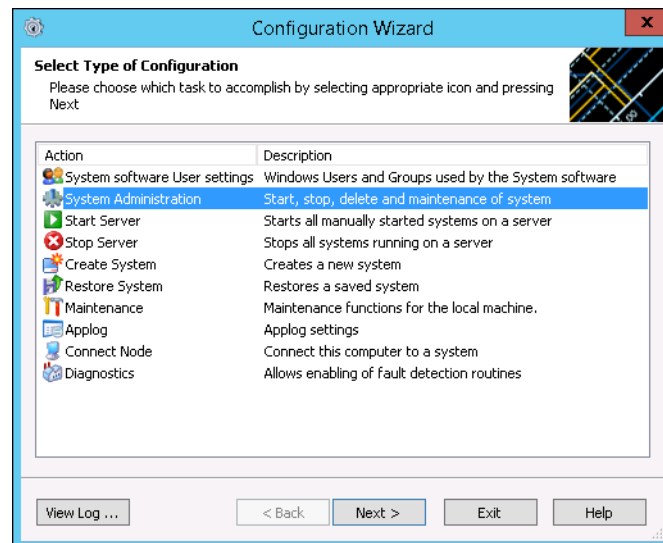 Configuration Wizard
x
Select Type of Configuration
Please choose which task to accomplish by selecting appropriate icon and pressing
Next
Action Description
System software User settings Windows Users and Groups used by the System software
System Administration Start, stop, delete and maintenance of system
Start Server Starts all manually started systems on a server
Stop Server Stops all systems running on a server
Create System Creates a new system
Restore System Restores a saved system
Maintenance Maintenance functions for the local machine.
Applog Applog settings
Connect Node Connect this computer to a system
Diagnostics Allows enabling of fault detection routines
View Log ... < Back Next > Exit Help